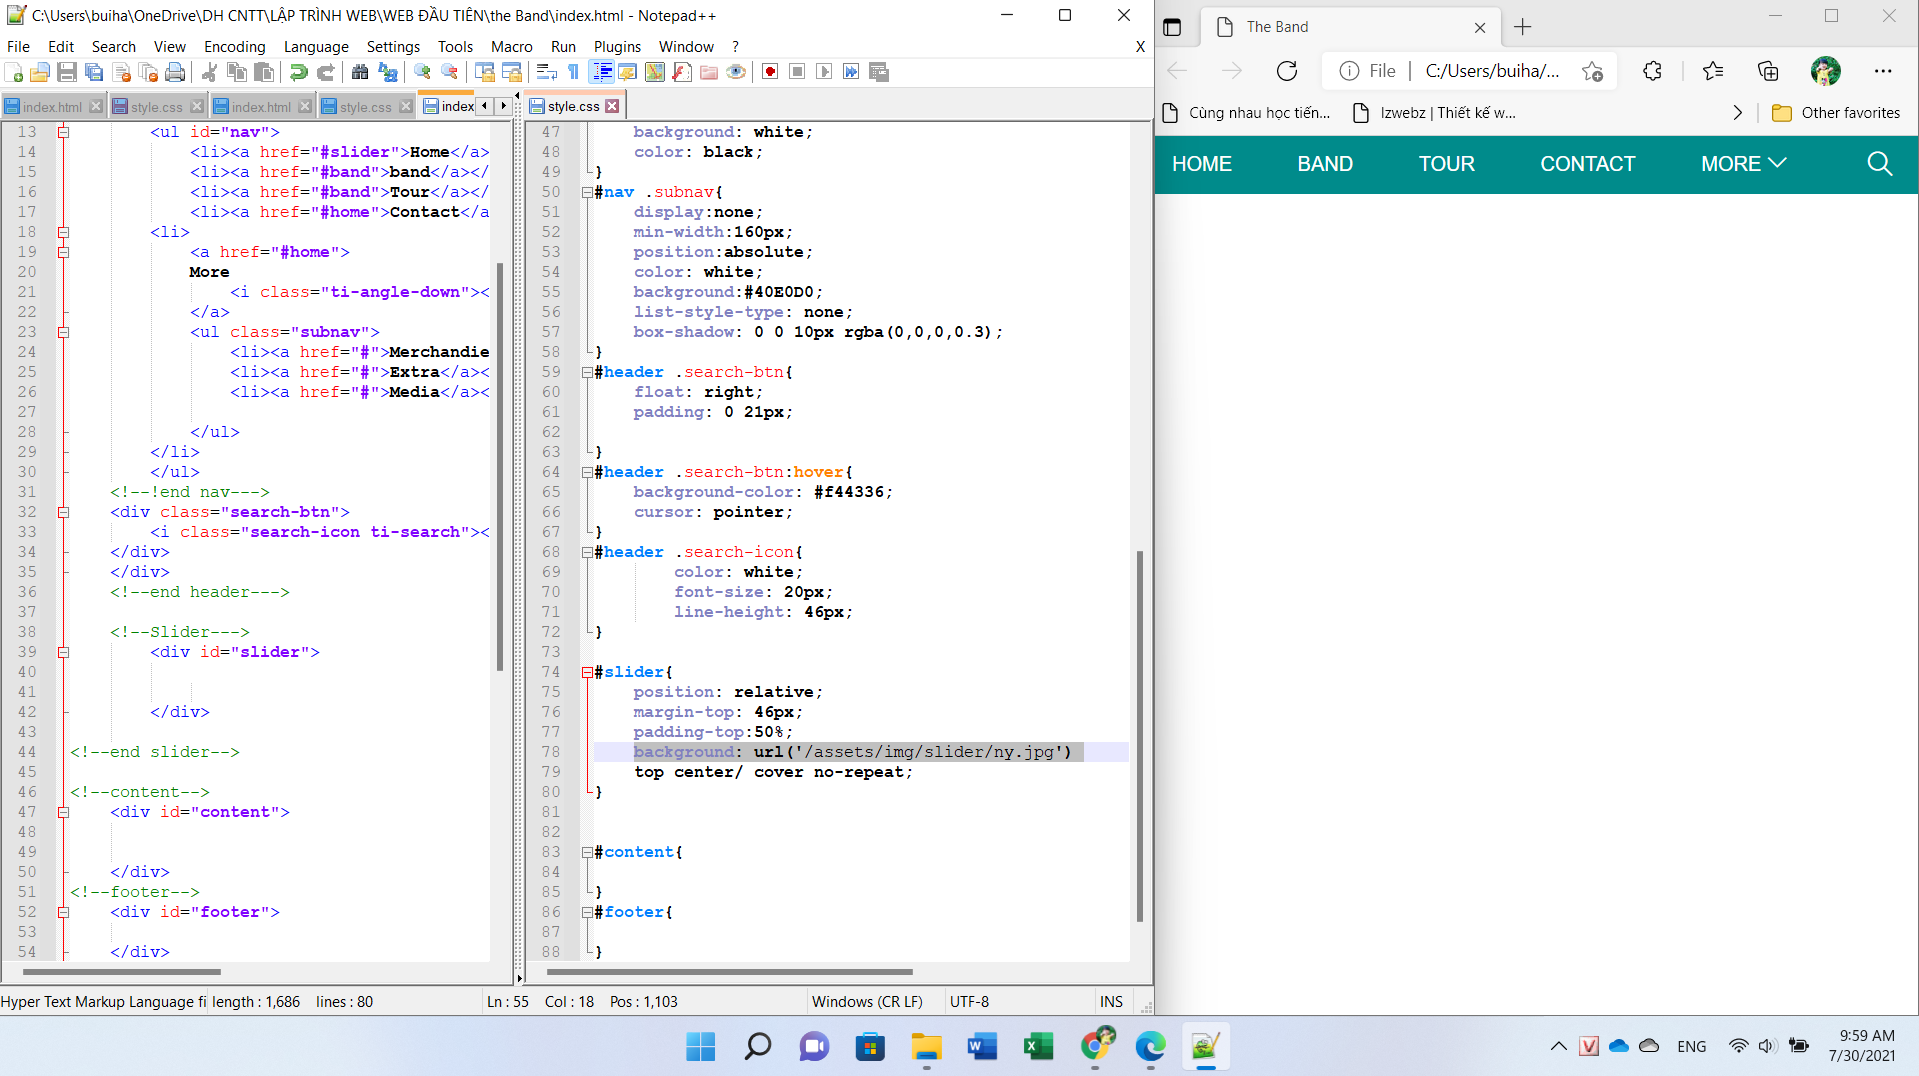 C:\Users\buiha\OneDrive\DH CNTT\LẬP TRÌNH WEB\WEB ĐẦU TIÊN\the Band\index.html - Notepad++
File Edit Search View Encoding Language Settings Tools Macro Run Plugins Window ? X
index.html style.css index.html style.css index
13 <ul id="nav">
14 <li><a href="#slider">Home</a>
15 <li><a href="#band">band</a></
16 <li><a href="#band">Tour</a></
17 <li><a href="#home">Contact</a
18 <li>
19 <a href="#home">
20 More
21 <i class="ti-angle-down"><
22 </a>
23 <ul class="subnav">
24 <li><a href="#">Merchandie
25 <li><a href="#">Extra</a><
26 <li><a href="#">Media</a><
27
28 </ul>
29 </li>
30 </ul>
31 <!--!end nav--->
32 <div class="search-btn">
33 <i class="search-icon ti-search"><
34 </div>
35 </div>
36 <!--end header--->
37
38 <!--Slider--->
39 <div id="slider">
40
41
42 </div>
43
44 <!--end slider-->
45
46 <!--content-->
47 <div id="content">
48
49
50 </div>
51 <!--footer-->
52 <div id="footer">
53
54 </div>
style.css
47 background: white;
48 color: black;
49 }
50 #nav .subnav{
51 display:none;
52 min-width:160px;
53 position:absolute;
54 color: white;
55 background:#40E0D0;
56 list-style-type: none;
57 box-shadow: 0 0 10px rgba(0,0,0,0.3);
58 }
59 #header .search-btn{
60 float: right;
61 padding: 0 21px;
62
63 }
64 #header .search-btn:hover{
65 background-color: #f44336;
66 cursor: pointer;
67 }
68 #header .search-icon{
69 color: white;
70 font-size: 20px;
71 line-height: 46px;
72 }
73
74 #slider{
75 position: relative;
76 margin-top: 46px;
77 padding-top:50%;
78 background: url('/assets/img/slider/ny.jpg')
79 top center/ cover no-repeat;
80 }
81
82
83 #content{
84
85 }
86 #footer{
87
88 }
Hyper Text Markup Language fi length : 1,686 lines : 80 Ln : 55 Col : 18 Pos : 1,103 Windows (CR LF) UTF-8 INS
The Band
File C:/Users/buiha/...
Cùng nhau học tiến... Izwebz | Thiết kế w... Other favorites
HOME BAND TOUR CONTACT MORE
ENG
9:59 AM
7/30/2021